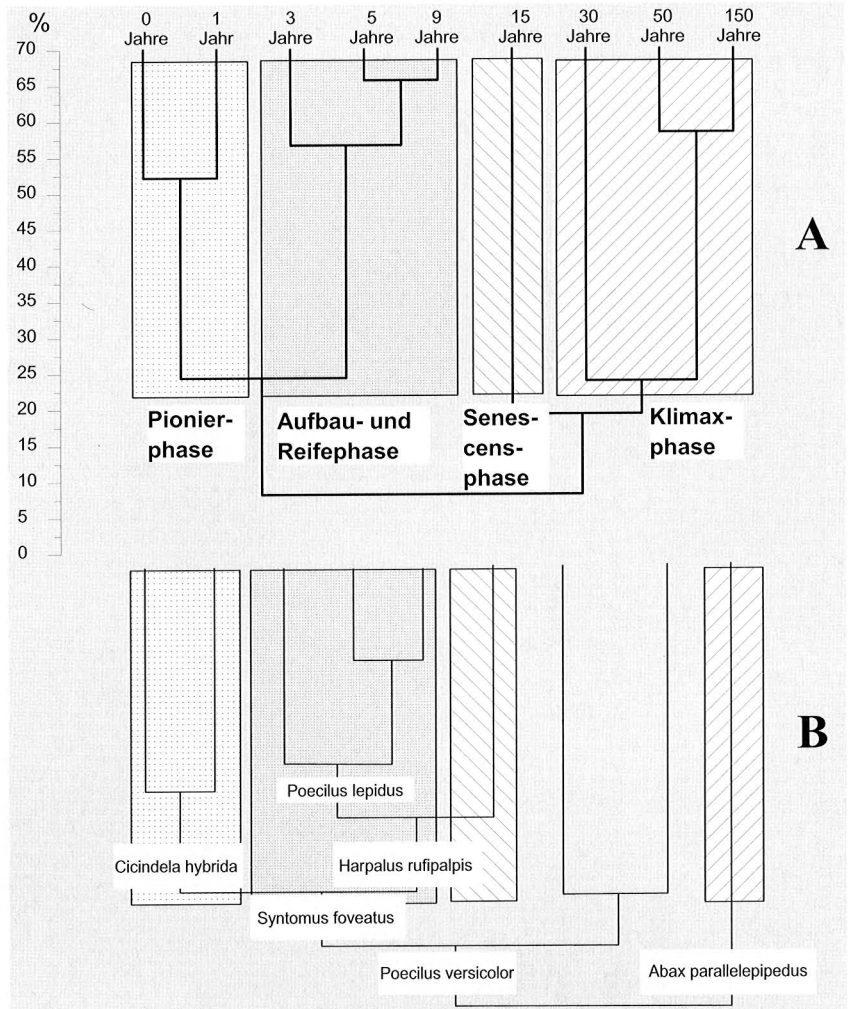 %
0 1 3 5 9 15 30 50 150
Jahre Jahr Jahre Jahre Jahre Jahre Jahre Jahre Jahre
70
65
60
55
50
45
40
35
30
25
20
15
10
5
0
A
Pionier-
phase
Aufbau- und
Reifephase
Senes-
cens-
phase
Klimax-
phase
B
Poecilus lepidus
Cicindela hybrida
Harpalus rufipalpis
Syntomus foveatus
Poecilus versicolor
Abax parallelepipedus